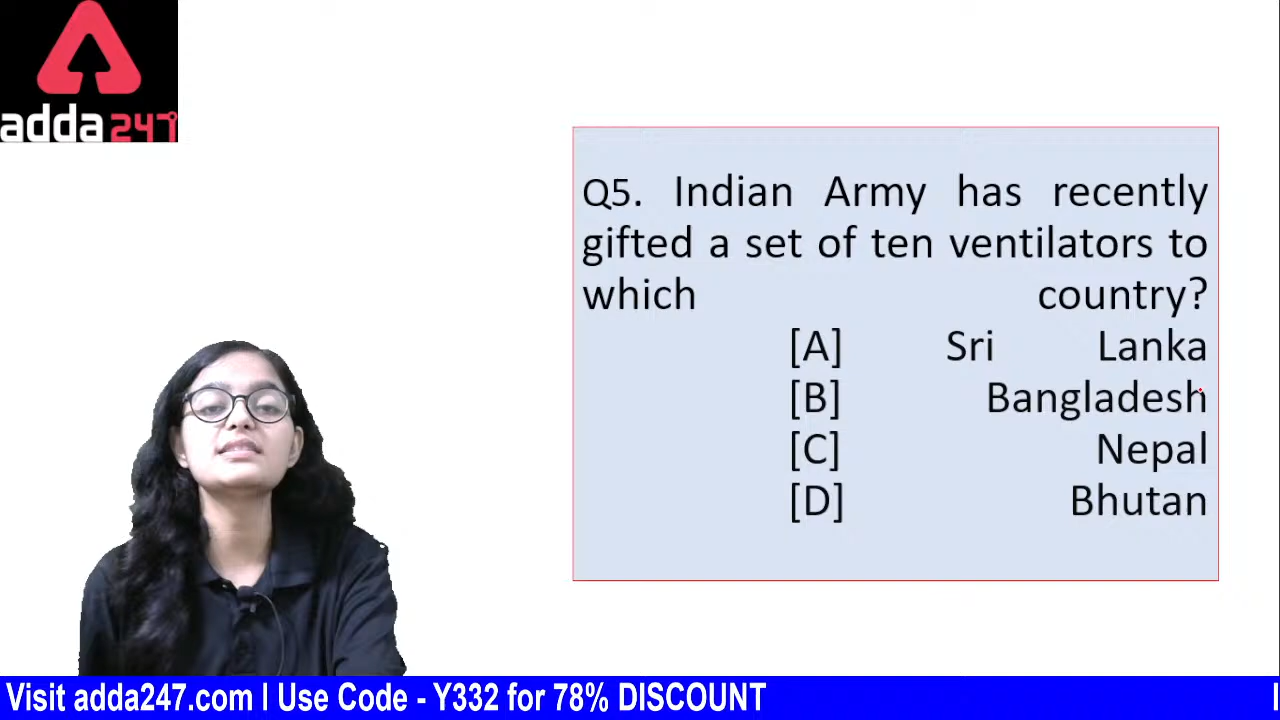 adda247
Q5. Indian Army has recently
gifted a set of ten ventilators to
which country?
[A] Sri Lanka
[B] Bangladesh
[C] Nepal
[D] Bhutan
Visit adda247.com I Use Code - Y332 for 78% DISCOUNT